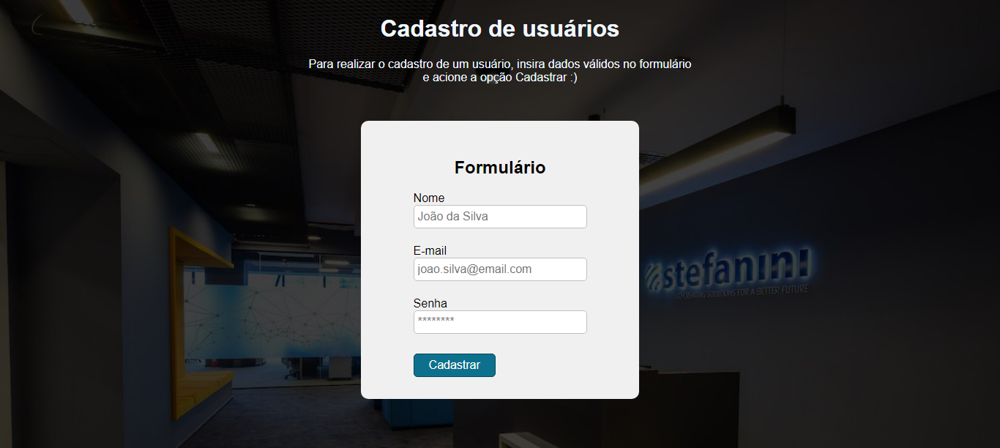 Cadastro de usuários
Para realizar o cadastro de um usuário, insira dados válidos no formulário
e acione a opção Cadastrar :)
Formulário
Nome
João da Silva
E-mail
joao.silva@email.com
Senha
********
Cadastrar
stefanini
CO-CREATING SOLUTIONS FOR A BETTER FUTURE